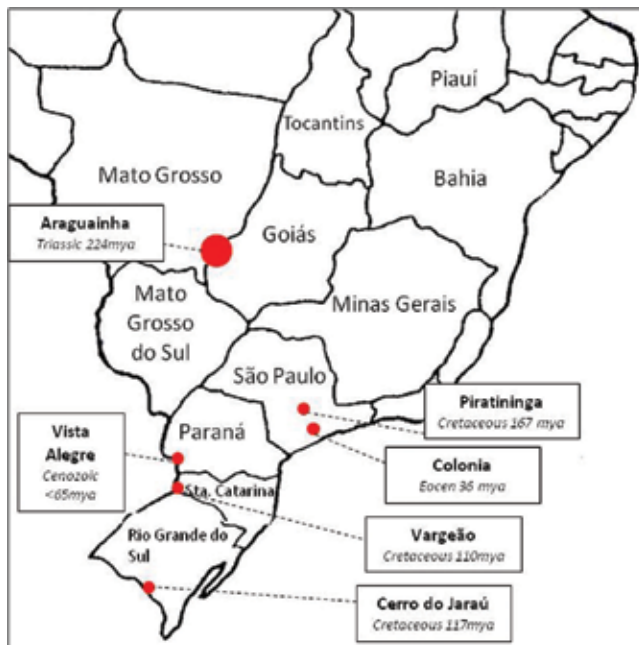 Piauí
Tocantins
Mato Grosso
Bahia
Araguainha
Triassic 224mya
Goiás
Mato
Grosso
do Sul
Minas Gerais
São Paulo
Piratininga
Cretaceous 167 mya
Vista
Alegre
Cenozoic
<65mya
Paraná
Colonia
Eocen 36 mya
Sta. Catarina
Vargeão
Cretaceous 110mya
Rio Grande do
Sul
Cerro do Jaraú
Cretaceous 117mya